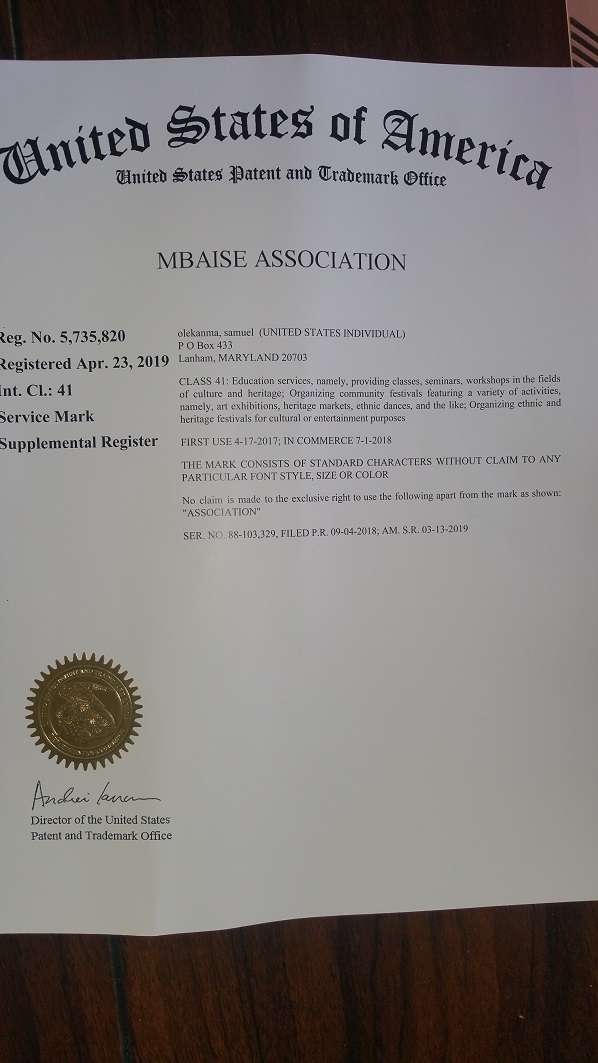 United States of America
United States Patent and Trademark Office
MBAISE ASSOCIATION
Reg. No. 5,735,820
Registered Apr. 23, 2019
Int. Cl.: 41
Service Mark
Supplemental Register
olekanma, samuel (UNITED STATES INDIVIDUAL)
P O Box 433
Lanham, MARYLAND 20703
CLASS 41: Education services, namely, providing classes, seminars, workshops in the fields
of culture and heritage; Organizing community festivals featuring a variety of activities,
namely, art exhibitions, heritage markets, ethnic dances, and the like; Organizing ethnic and
heritage festivals for cultural or entertainment purposes
FIRST USE 4-17-2017; IN COMMERCE 7-1-2018
THE MARK CONSISTS OF STANDARD CHARACTERS WITHOUT CLAIM TO ANY
PARTICULAR FONT STYLE, SIZE OR COLOR
No claim is made to the exclusive right to use the following apart from the mark as shown:
"ASSOCIATION"
SER. NO. 88-103,329, FILED P.R. 09-04-2018; AM. S.R. 03-13-2019
Andrei Iancu
Director of the United States
Patent and Trademark Office